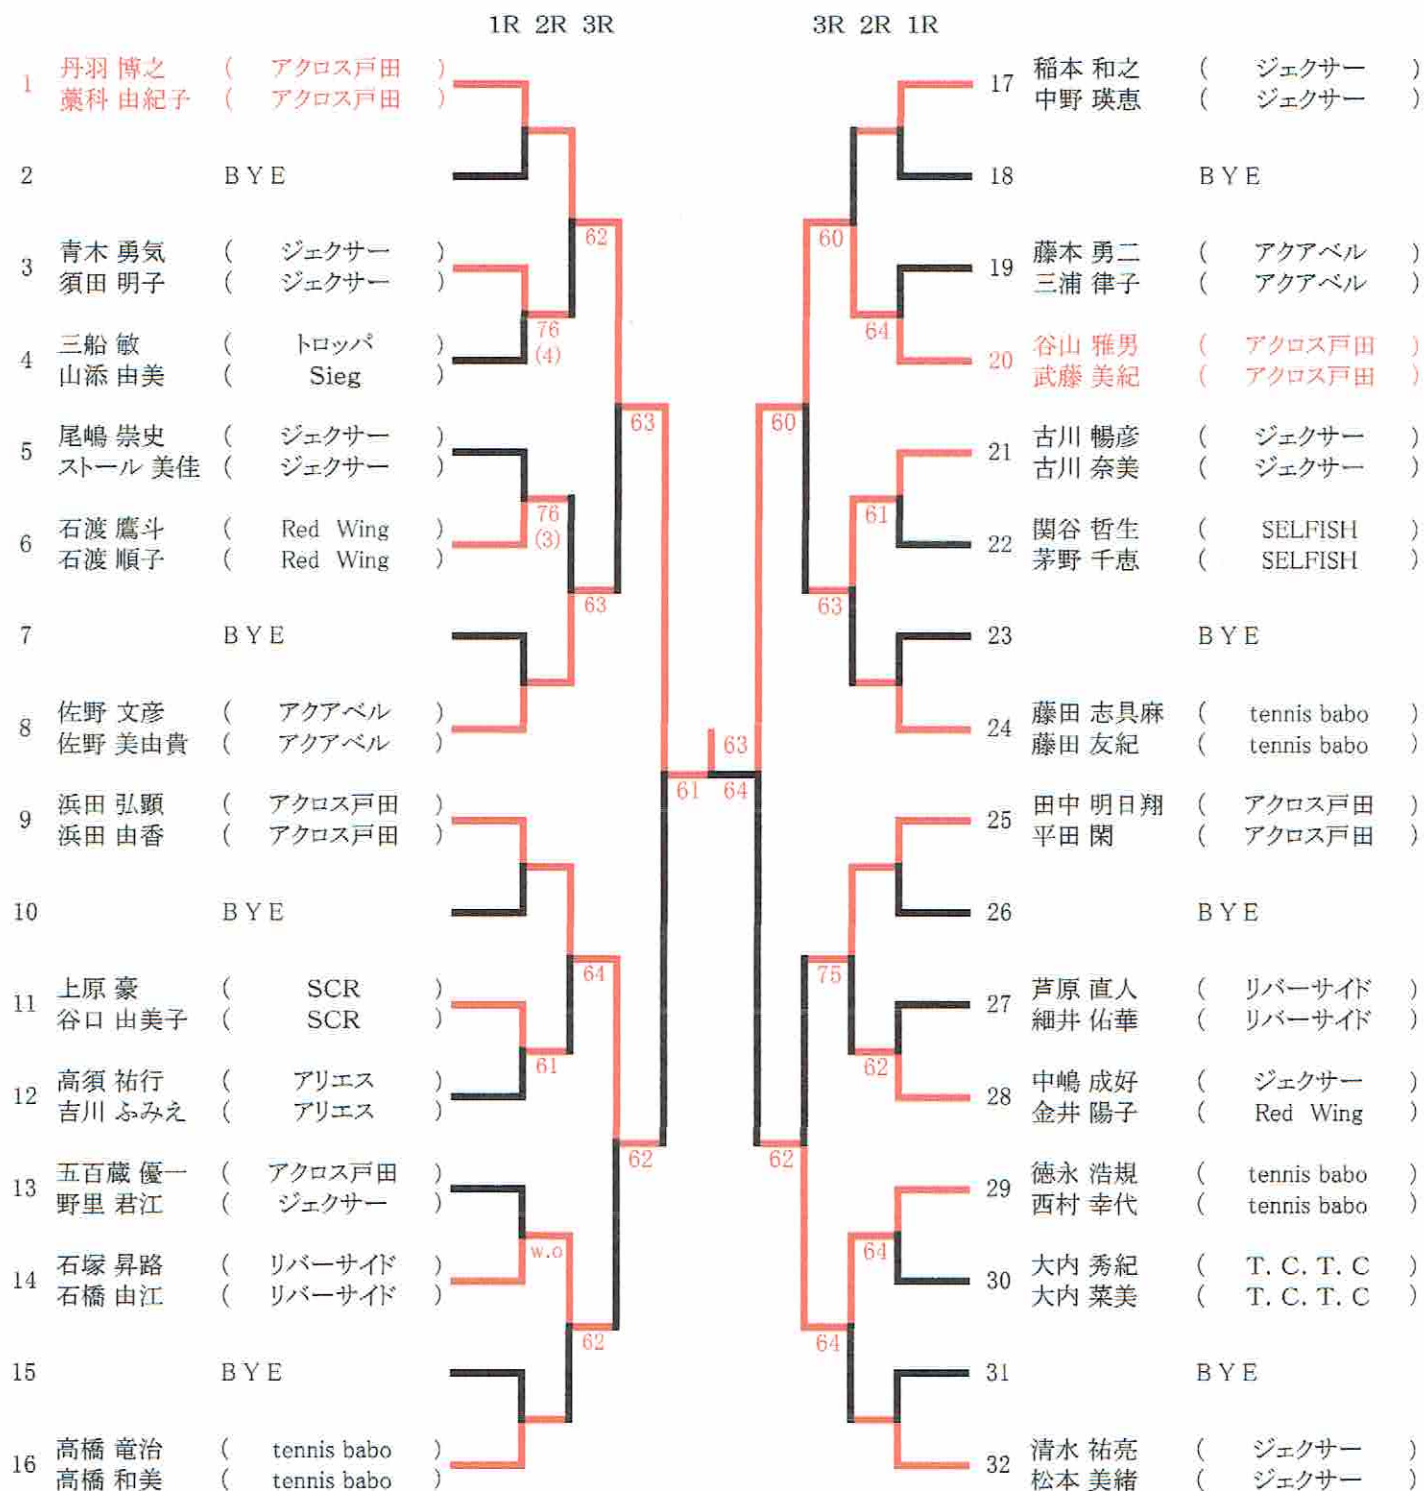 1R 2R 3R
3R 2R 1R
1 丹羽 博之 ( アクロス戸田 )
藁科 由紀子 ( アクロス戸田 )
2 BYE
3 青木 勇気 ( ジェクサー )
須田 明子 ( ジェクサー )
4 三船 敏 ( トロッパ )
山添 由美 ( Sieg )
5 尾嶋 崇史 ( ジェクサー )
ストール 美佳 ( ジェクサー )
6 石渡 鷹斗 ( Red Wing )
石渡 順子 ( Red Wing )
7 BYE
8 佐野 文彦 ( アクアベル )
佐野 美由貴 ( アクアベル )
9 浜田 弘顕 ( アクロス戸田 )
浜田 由香 ( アクロス戸田 )
10 BYE
11 上原 豪 ( SCR )
谷口 由美子 ( SCR )
12 高須 祐行 ( アリエス )
吉川 ふみえ ( アリエス )
13 五百蔵 優一 ( アクロス戸田 )
野里 君江 ( ジェクサー )
14 石塚 昇路 ( リバーサイド )
石橋 由江 ( リバーサイド )
15 BYE
16 高橋 竜治 ( tennis babo )
高橋 和美 ( tennis babo )
62
76
(4)
63
76
(3)
63
64
61
62
w.o
62
61
63
64
60
64
60
61
63
75
62
62
64
64
17 稲本 和之 ( ジェクサー )
中野 瑛恵 ( ジェクサー )
18 BYE
19 藤本 勇二 ( アクアベル )
三浦 律子 ( アクアベル )
20 谷山 雅男 ( アクロス戸田 )
武藤 美紀 ( アクロス戸田 )
21 古川 暢彦 ( ジェクサー )
古川 奈美 ( ジェクサー )
22 関谷 哲生 ( SELFISH )
茅野 千恵 ( SELFISH )
23 BYE
24 藤田 志具麻 ( tennis babo )
藤田 友紀 ( tennis babo )
25 田中 明日翔 ( アクロス戸田 )
平田 閑 ( アクロス戸田 )
26 BYE
27 芦原 直人 ( リバーサイド )
細井 佑華 ( リバーサイド )
28 中嶋 成好 ( ジェクサー )
金井 陽子 ( Red Wing )
29 徳永 浩規 ( tennis babo )
西村 幸代 ( tennis babo )
30 大内 秀紀 ( T. C. T. C )
大内 菜美 ( T. C. T. C )
31 BYE
32 清水 祐亮 ( ジェクサー )
松本 美緒 ( ジェクサー )